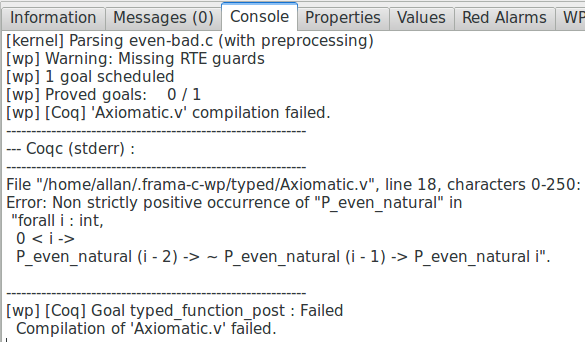 Information Messages (0) Console Properties Values Red Alarms WP
[kernel] Parsing even-bad.c (with preprocessing)
[wp] Warning: Missing RTE guards
[wp] 1 goal scheduled
[wp] Proved goals:    0 / 1
[wp] [Coq] 'Axiomatic.v' compilation failed.
------------------------------------------------------------
--- Coqc (stderr) :
------------------------------------------------------------
File "/home/allan/.frama-c-wp/typed/Axiomatic.v", line 18, characters 0-250:
Error: Non strictly positive occurrence of "P_even_natural" in
 "forall i : int,
  0 < i ->
  P_even_natural (i - 2) -> ~ P_even_natural (i - 1) -> P_even_natural i".
------------------------------------------------------------
[wp] [Coq] Goal typed_function_post : Failed
  Compilation of 'Axiomatic.v' failed.